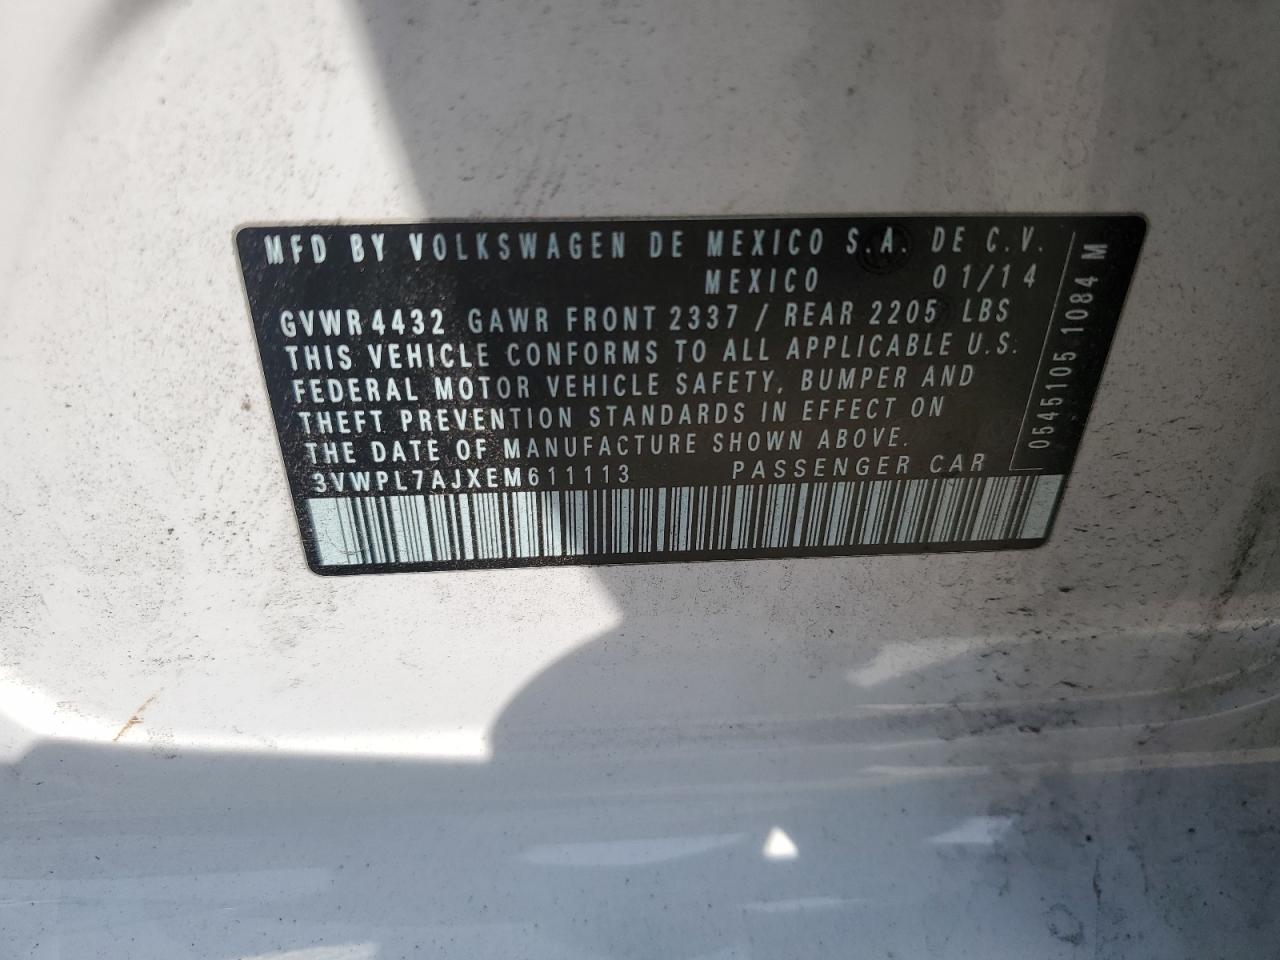 MFD BY VOLKSWAGEN DE MEXICO S.A. DE C.V.
MEXICO 01/14
GVWR 4432 GAWR FRONT 2337 / REAR 2205 LBS
THIS VEHICLE CONFORMS TO ALL APPLICABLE U.S.
FEDERAL MOTOR VEHICLE SAFETY, BUMPER AND
THEFT PREVENTION STANDARDS IN EFFECT ON
THE DATE OF MANUFACTURE SHOWN ABOVE.
3VWPL7AJXEM611113 PASSENGER CAR
0545105 1084 M